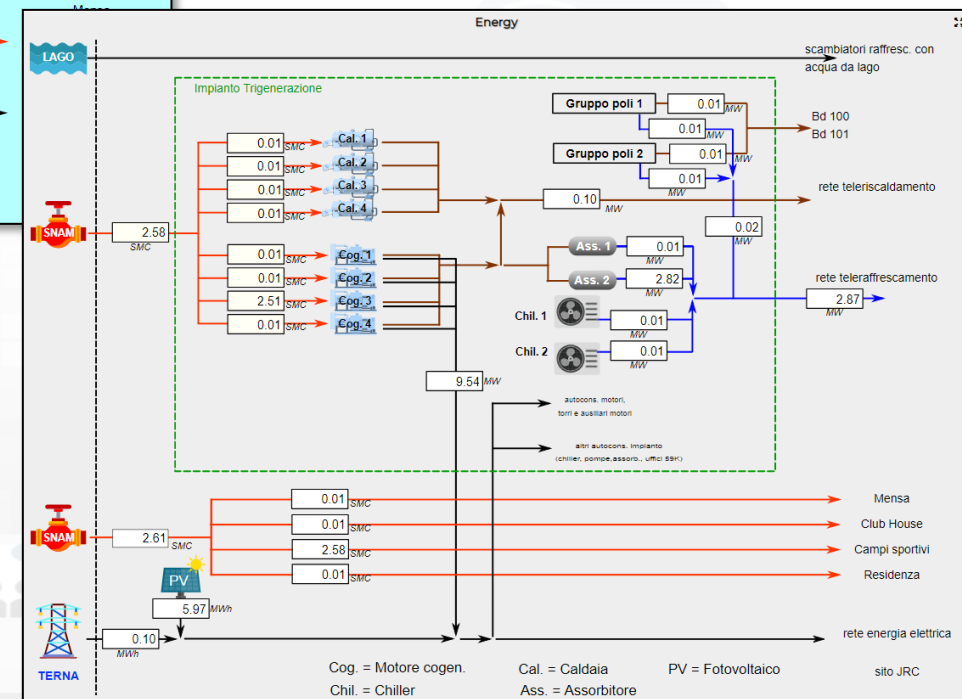 Energy
LAGO
scambiatori raffresc. con
acqua da lago
Impianto Trigenerazione
Gruppo poli 1
0.01
MW
0.01
MW
Bd 100
Bd 101
Gruppo poli 2
0.01
MW
0.01
MW
0.01
SMC
Cal. 1
0.01
SMC
Cal. 2
0.01
SMC
Cal. 3
0.01
SMC
Cal. 4
rete teleriscaldamento
0.10
MW
0.02
MW
SNAM
2.58
SMC
0.01
SMC
Cog. 1
0.01
SMC
Cog. 2
2.51
SMC
Cog. 3
0.01
SMC
Cog. 4
Ass. 1
0.01
MW
Ass. 2
2.82
MW
rete teleraffrescamento
2.87
MW
Chil. 1
0.01
MW
Chil. 2
0.01
MW
9.54
MW
autocons. motori,
torri e ausiliari motori
altri autocons. impianto
(chiller, pompe,assorb., uffici 59K)
0.01
SMC
Mensa
0.01
SMC
Club House
SNAM
2.61
SMC
2.58
SMC
Campi sportivi
0.01
SMC
Residenza
PV
5.97
MWh
0.10
MWh
rete energia elettrica
TERNA
Cog. = Motore cogen.
Cal. = Caldaia
PV = Fotovoltaico
sito JRC
Chil. = Chiller
Ass. = Assorbitore